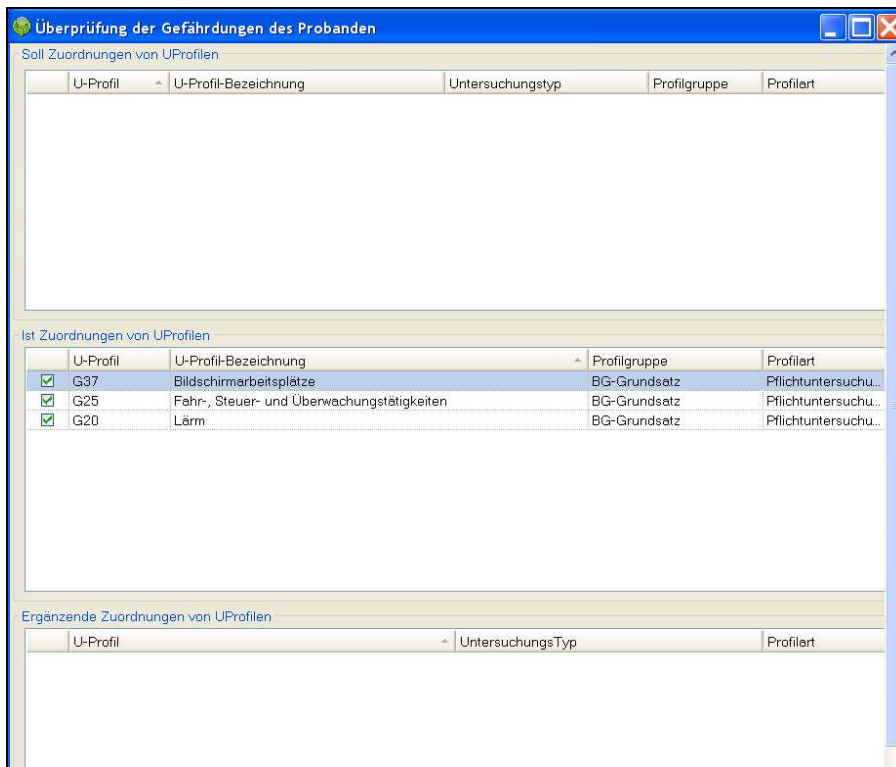 Überprüfung der Gefährdungen des Probanden
Soll Zuordnungen von UProfilen
U-Profil U-Profil-Bezeichnung Untersuchungstyp Profilgruppe Profilart
Ist Zuordnungen von UProfilen
U-Profil U-Profil-Bezeichnung Profilgruppe Profilart
G37 Bildschirmarbeitsplätze BG-Grundsatz Pflichtuntersuchu...
G25 Fahr-, Steuer- und Überwachungstätigkeiten BG-Grundsatz Pflichtuntersuchu...
G20 Lärm BG-Grundsatz Pflichtuntersuchu...
Ergänzende Zuordnungen von UProfilen
U-Profil UntersuchungsTyp Profilart